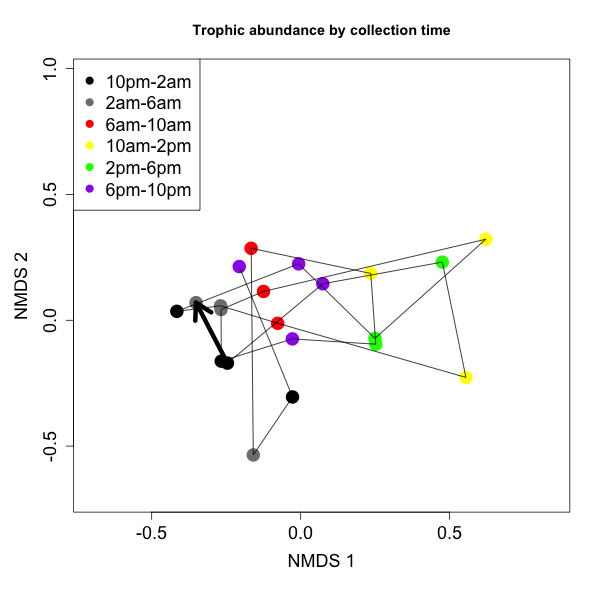 Trophic abundance by collection time
10pm-2am
2am-6am
6am-10am
10am-2pm
2pm-6pm
6pm-10pm
1.0
0.5
0.0
-0.5
NMDS 2
-0.5 0.0 0.5
NMDS 1